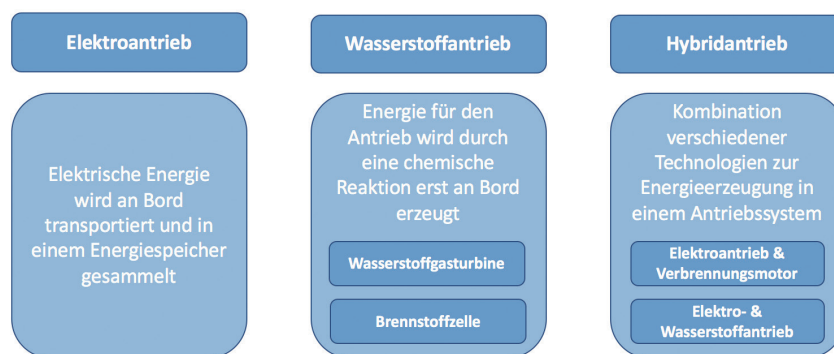 Elektroantrieb
Elektrische Energie
wird an Bord
transportiert und in
einem Energiespeicher
gesammelt
Wasserstoffantrieb
Energie für den
Antrieb wird durch
eine chemische
Reaktion erst an Bord
erzeugt
Wasserstoffgasturbine
Brennstoffzelle
Hybridantrieb
Kombination
verschiedener
Technologien zur
Energieerzeugung in
einem Antriebssystem
Elektroantrieb &
Verbrennungsmotor
Elektro- &
Wasserstoffantrieb